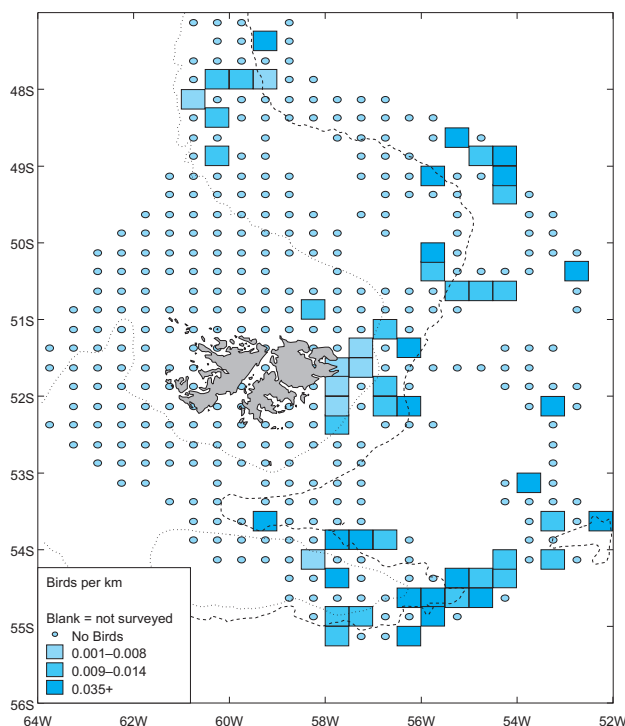 48S
49S
50S
51S
52S
53S
54S
55S
56S
Birds per km
Blank = not surveyed
No Birds
0.001–0.008
0.009–0.014
0.035+
64W 62W 60W 58W 56W 54W 52W